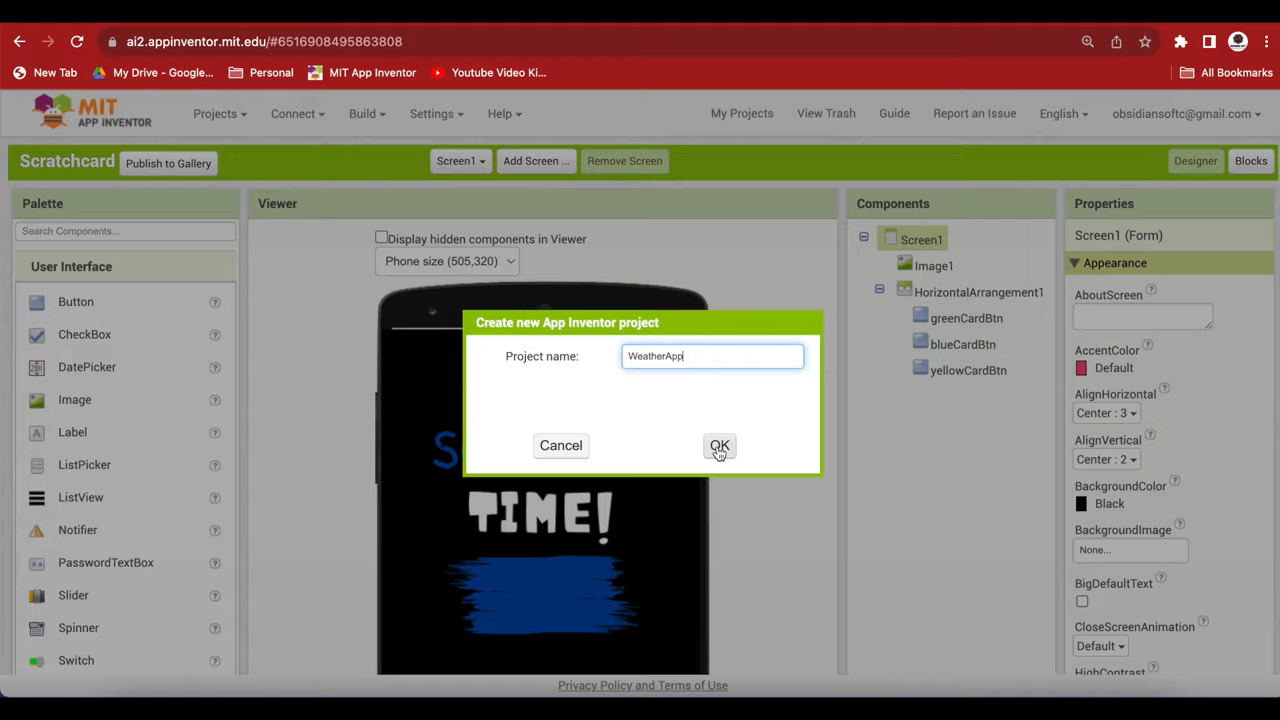 ai2.appinventor.mit.edu/#6516908495863808
New Tab My Drive - Google... Personal MIT App Inventor Youtube Video Ki... All Bookmarks
MIT
APP INVENTOR
Projects Connect Build Settings Help My Projects View Trash Guide Report an Issue English obsidiansoftc@gmail.com
Scratchcard Publish to Gallery Screen1 Add Screen ... Remove Screen Designer Blocks
Palette Viewer Components Properties
Search Components...
User Interface
Button
CheckBox
DatePicker
Image
Label
ListPicker
ListView
Notifier
PasswordTextBox
Slider
Spinner
Switch
Display hidden components in Viewer
Phone size (505,320)
S
TIME!
Create new App Inventor project
Project name: WeatherApp
Cancel OK
Screen1
Image1
HorizontalArrangement1
greenCardBtn
blueCardBtn
yellowCardBtn
Screen1 (Form)
Appearance
AboutScreen
AccentColor
Default
AlignHorizontal
Center : 3
AlignVertical
Center : 2
BackgroundColor
Black
BackgroundImage
None...
BigDefaultText
CloseScreenAnimation
Default
HighContrast
Privacy Policy and Terms of Use